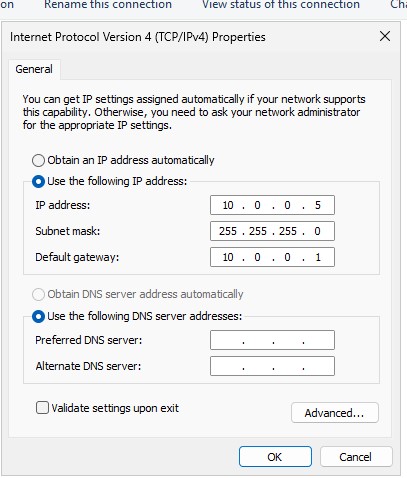 on Rename this connection View status of this connection Cha
Internet Protocol Version 4 (TCP/IPv4) Properties
General
You can get IP settings assigned automatically if your network supports
this capability. Otherwise, you need to ask your network administrator
for the appropriate IP settings.
Obtain an IP address automatically
Use the following IP address:
IP address: 10 . 0 . 0 . 5
Subnet mask: 255 . 255 . 255 . 0
Default gateway: 10 . 0 . 0 . 1
Obtain DNS server address automatically
Use the following DNS server addresses:
Preferred DNS server: . . .
Alternate DNS server: . . .
Validate settings upon exit
Advanced...
OK Cancel